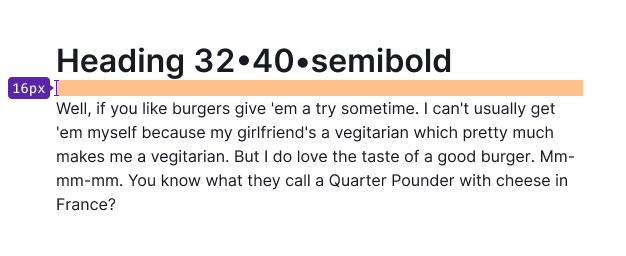 Heading 32•40•semibold
16px
Well, if you like burgers give 'em a try sometime. I can't usually get
'em myself because my girlfriend's a vegitarian which pretty much
makes me a vegitarian. But I do love the taste of a good burger. Mm-
mm-mm. You know what they call a Quarter Pounder with cheese in
France?